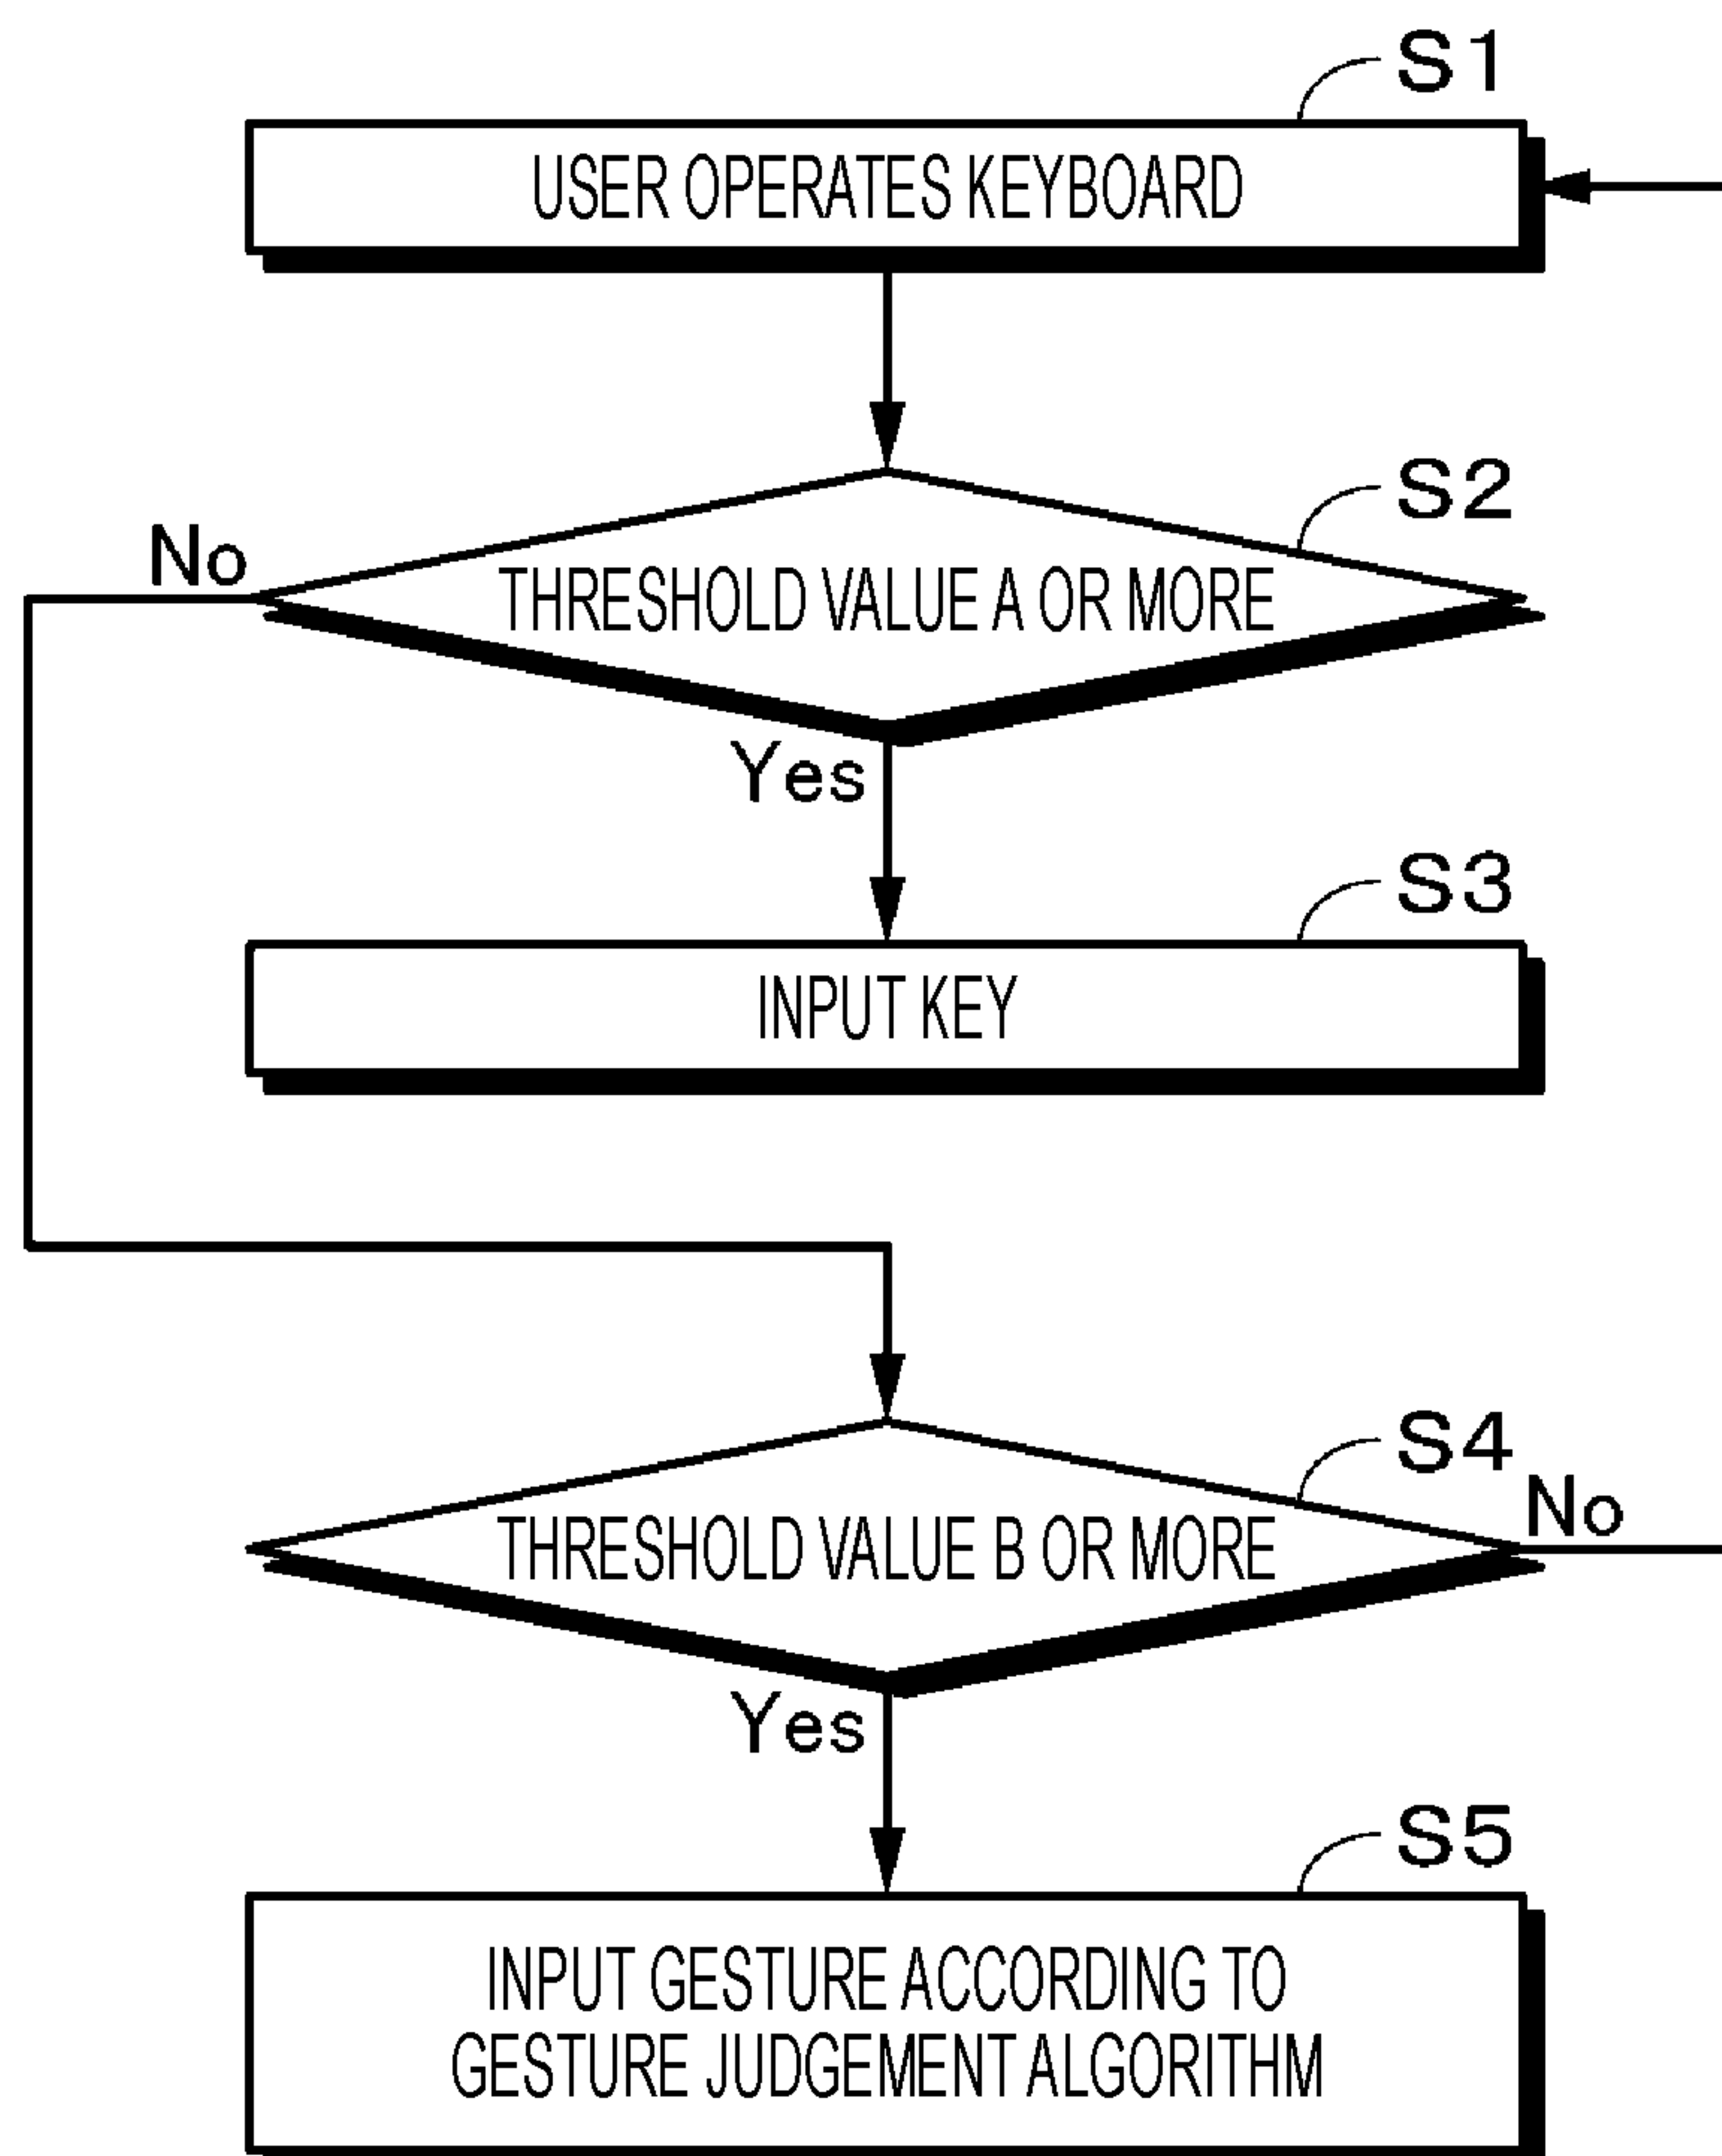 S1
USER OPERATES KEYBOARD
S2
No
THRESHOLD VALUE A OR MORE
Yes
S3
INPUT KEY
S4
No
THRESHOLD VALUE B OR MORE
Yes
S5
INPUT GESTURE ACCORDING TO
GESTURE JUDGEMENT ALGORITHM